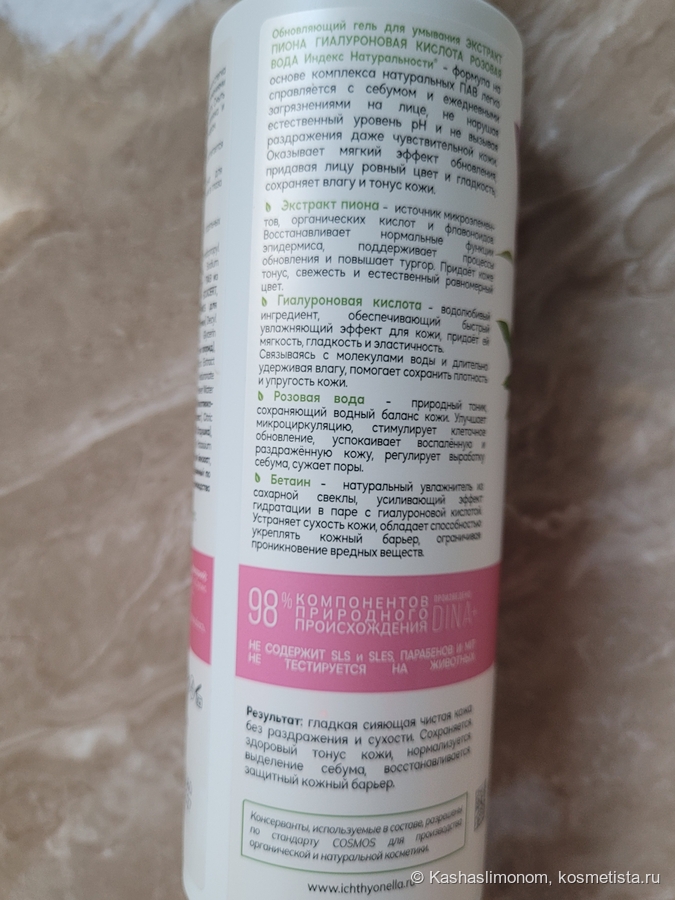 Обновляющий гель для умывания ЭКСТРАКТ
ПИОНА ГИАЛУРОНОВАЯ КИСЛОТА РОЗОВАЯ
ВОДА Индекс Натуральности® - формула на
основе комплекса натуральных ПАВ легко
справляется с себумом и ежедневными
загрязнениями на лице, не нарушая
естественный уровень pH и не вызывая
раздражения даже чувствительной кожи.
Оказывает мягкий эффект обновления,
придавая лицу ровный цвет и гладкость,
сохраняет влагу и тонус кожи.
Экстракт пиона - источник микроэлемен-
тов, органических кислот и флавоноидов.
Восстанавливает нормальные функции
эпидермиса, поддерживает процессы
обновления и повышает тургор. Придаёт коже
тонус, свежесть и естественный равномерный
цвет.
Гиалуроновая кислота - водолюбивый
ингредиент, обеспечивающий быстрый
увлажняющий эффект для кожи, придаёт ей
мягкость, гладкость и эластичность.
Связываясь с молекулами воды и длительно
удерживая влагу, помогает сохранить плотность
и упругость кожи.
Розовая вода - природный тоник,
сохраняющий водный баланс кожи. Улучшает
микроциркуляцию, стимулирует клеточное
обновление, успокаивает воспалённую и
раздражённую кожу, регулирует выработку
себума, сужает поры.
Бетаин - натуральный увлажнитель из
сахарной свеклы, усиливающий эффект
гидратации в паре с гиалуроновой кислотой.
Устраняет сухость кожи, обладает способностью
укреплять кожный барьер, ограничивая
проникновение вредных веществ.
98% КОМПОНЕНТОВ
ПРИРОДНОГО
ПРОИСХОЖДЕНИЯ
DINA+
НЕ СОДЕРЖИТ SLS и SLES, ПАРАБЕНОВ И МИТ
НЕ ТЕСТИРУЕТСЯ НА ЖИВОТНЫХ
Результат: гладкая сияющая чистая кожа
без раздражения и сухости. Сохраняется
здоровый тонус кожи, нормализуется
выделение себума, восстанавливается
защитный кожный барьер.
Консерванты, используемые в составе, разрешены
по стандарту COSMOS для производства
органической и натуральной косметики.
www.ichthyonella.ru
© Kashaslimonom, kosmetista.ru